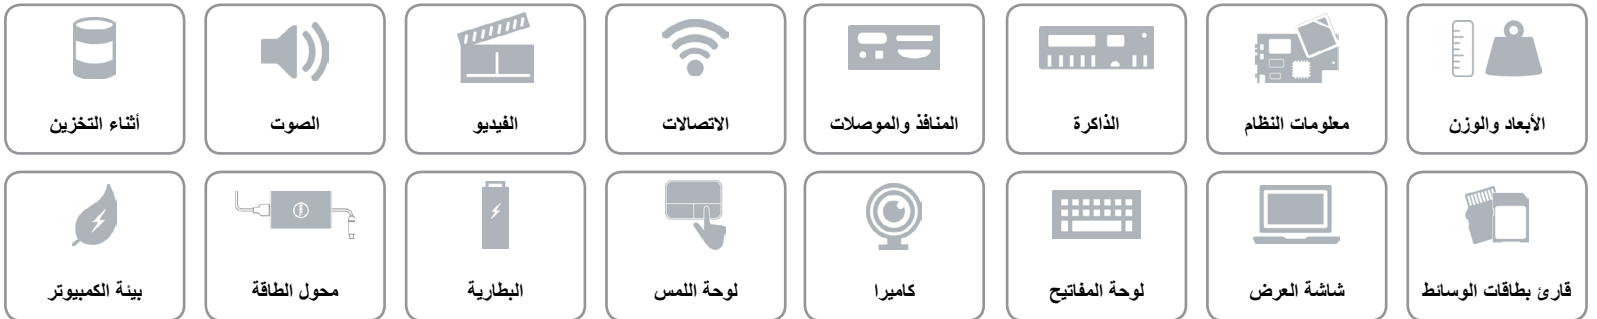 الأبعاد والوزن
معلومات النظام
الذاكرة
المنافذ والموصلات
الاتصالات
الفيديو
الصوت
أثناء التخزين
قارئ بطاقات الوسائط
شاشة العرض
لوحة المفاتيح
كاميرا
لوحة اللمس
البطارية
محول الطاقة
بيئة الكمبيوتر